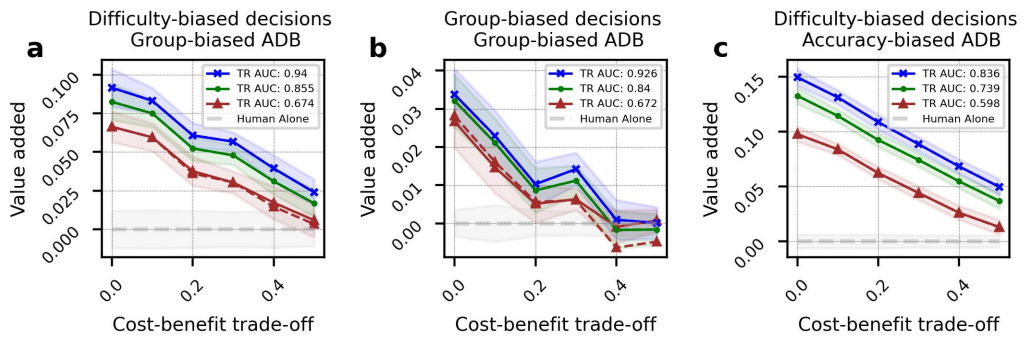 Difficulty-biased decisions
Group-biased ADB
a
TR AUC: 0.94
TR AUC: 0.855
TR AUC: 0.674
Human Alone
Value added
0.100
0.075
0.050
0.025
0.000
0.0
0.2
0.4
Cost-benefit trade-off
Group-biased decisions
Group-biased ADB
b
TR AUC: 0.926
TR AUC: 0.84
TR AUC: 0.672
Human Alone
Value added
0.04
0.03
0.02
0.01
0.00
0.0
0.2
0.4
Cost-benefit trade-off
Difficulty-biased decisions
Accuracy-biased ADB
c
TR AUC: 0.836
TR AUC: 0.739
TR AUC: 0.598
Human Alone
Value added
0.15
0.10
0.05
0.00
0.0
0.2
0.4
Cost-benefit trade-off